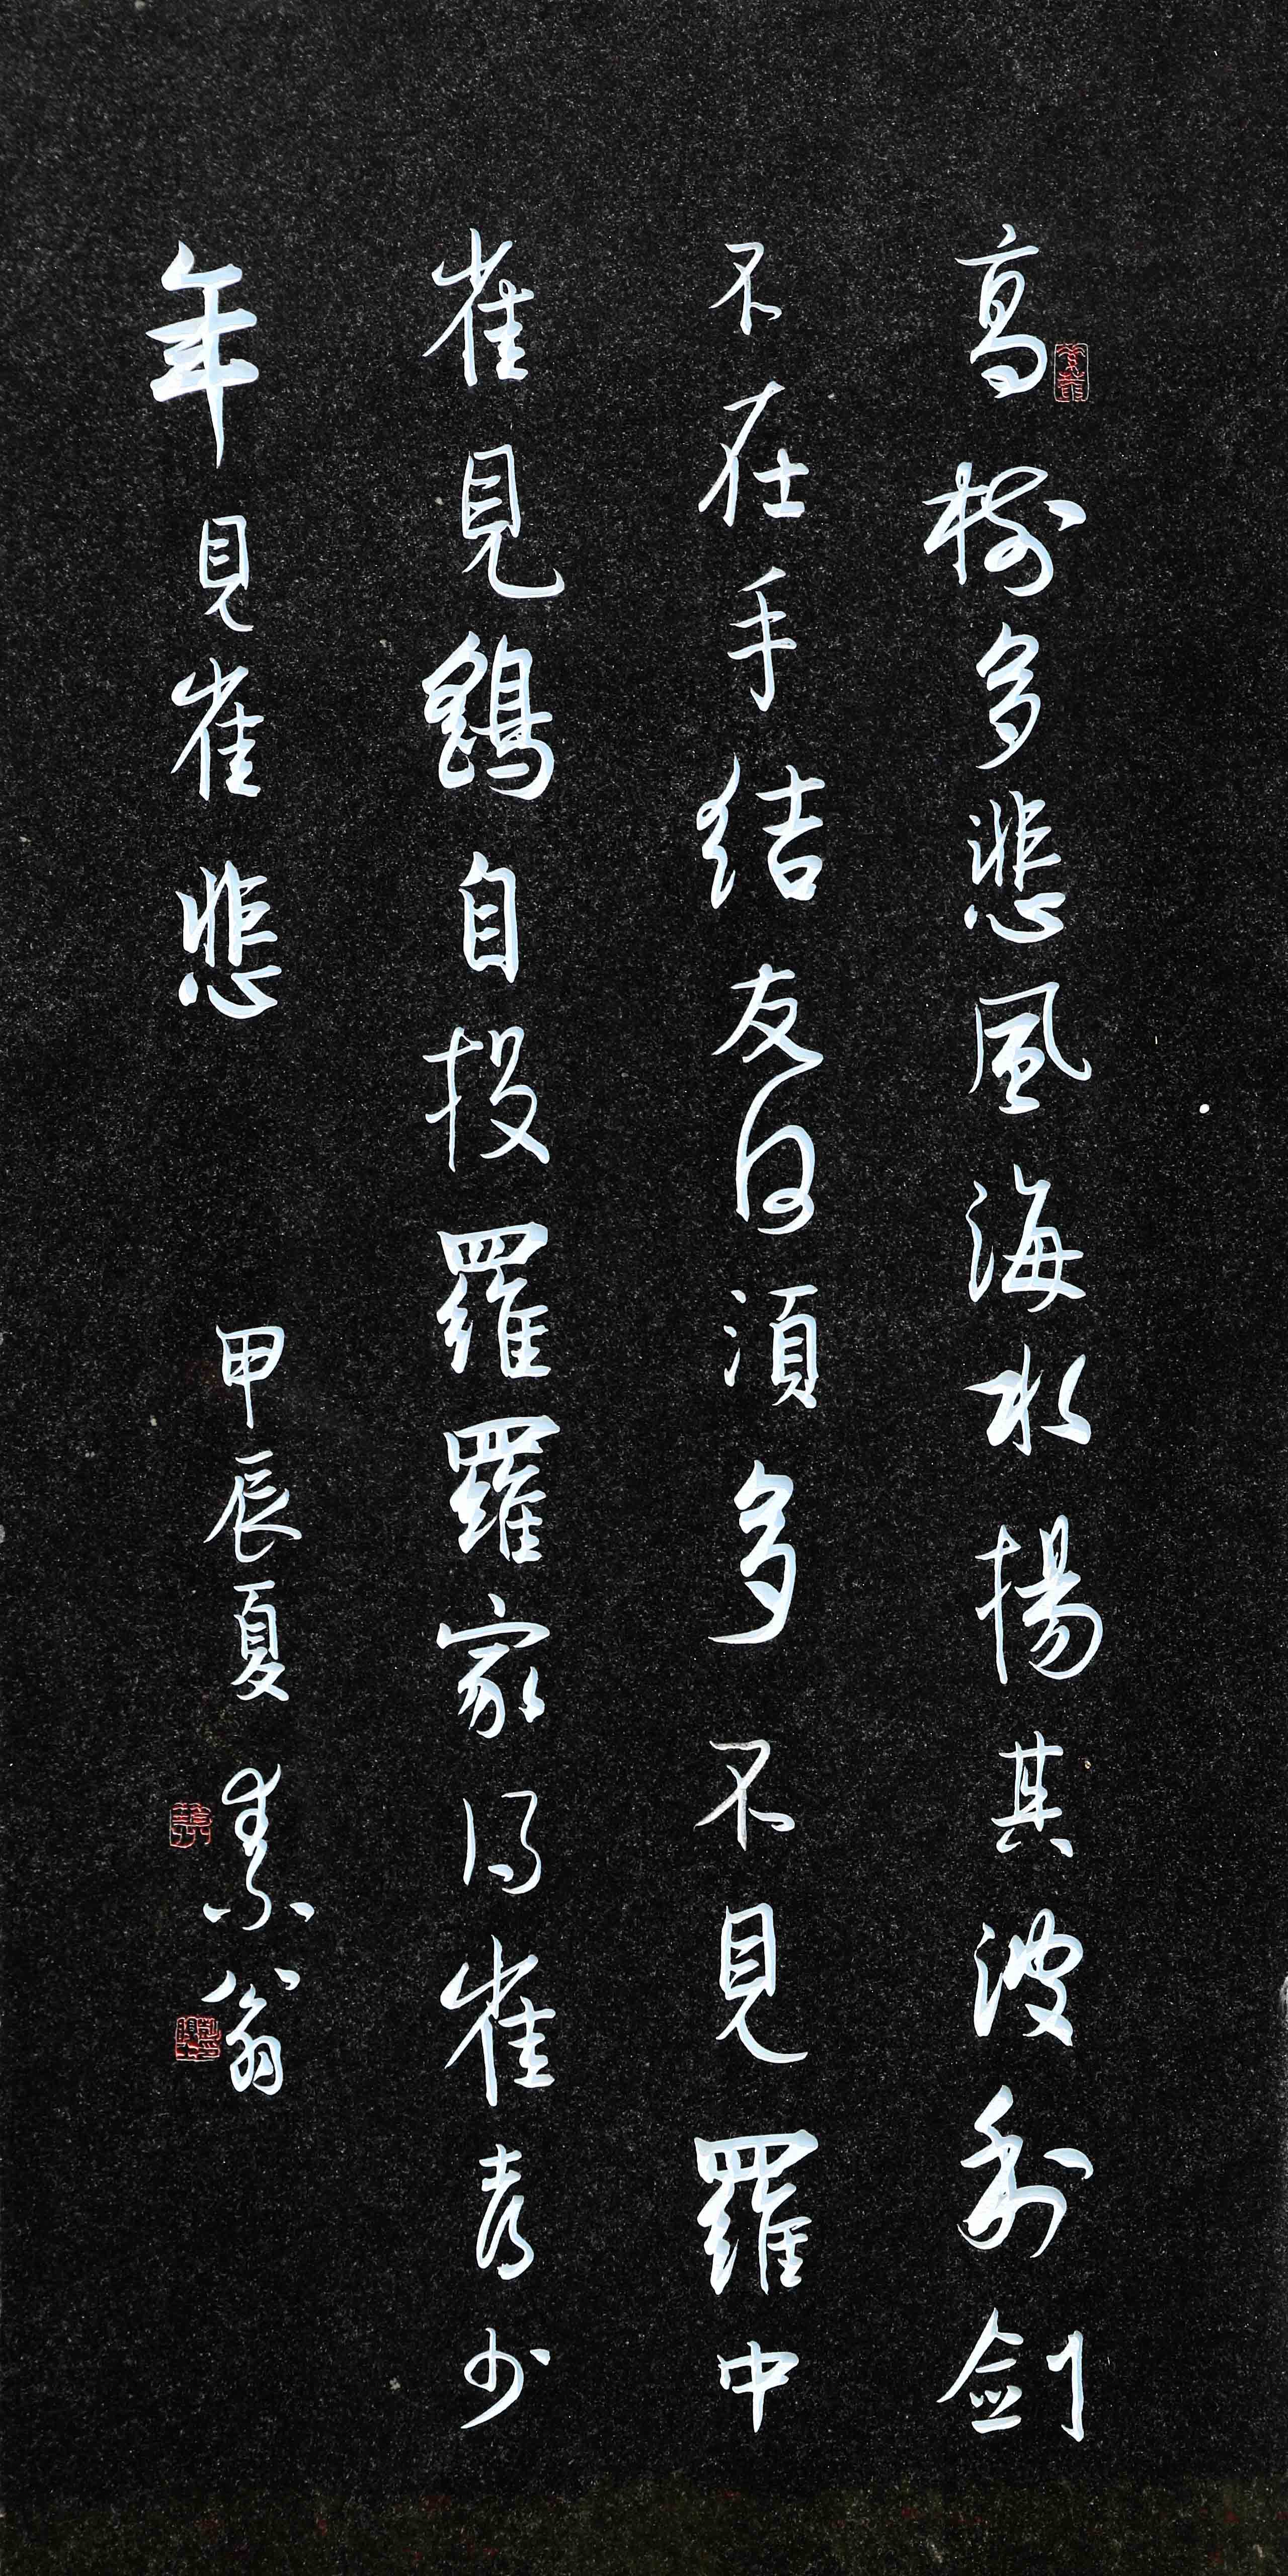 高樹多悲風海水揚其波利劍
不在手結友何湏多不見羅中
雀見鷂自投羅羅家得雀喜少
年見雀悲 甲辰夏 素翁